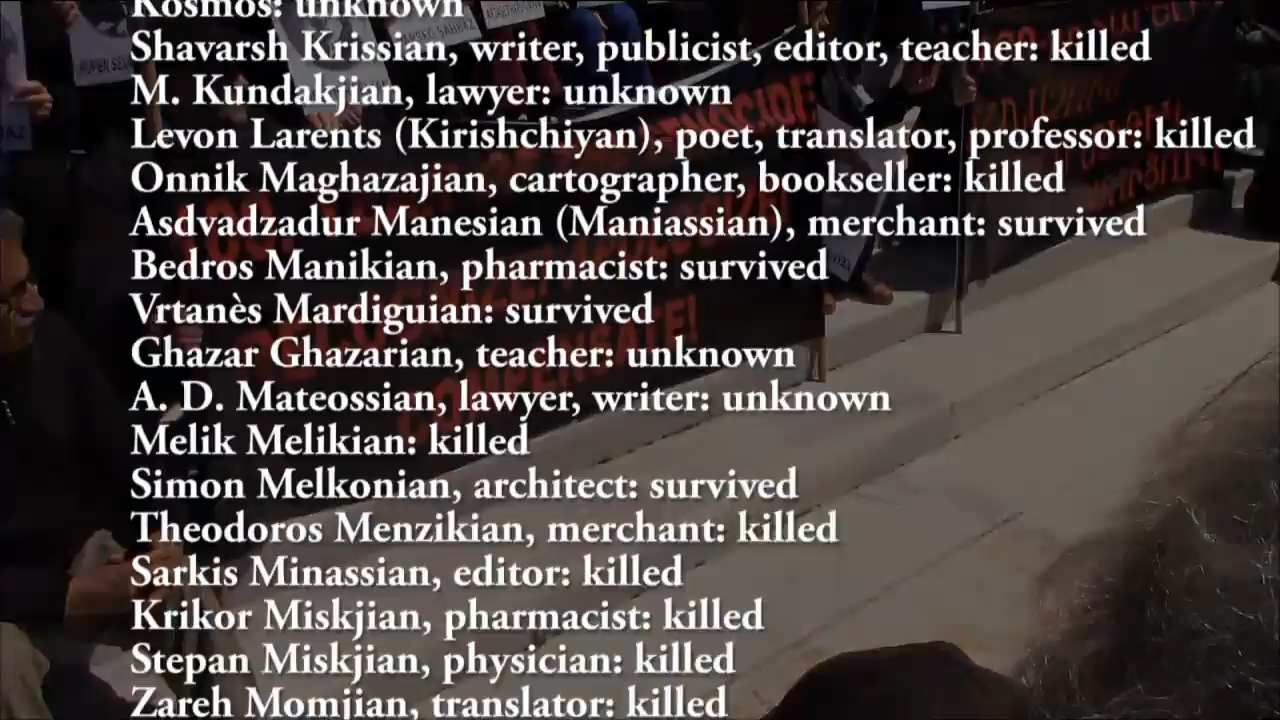 Kosmos: unknown
Shavarsh Krissian, writer, publicist, editor, teacher: killed
M. Kundakjian, lawyer: unknown
Levon Larents (Kirishchiyan), poet, translator, professor: killed
Onnik Maghazajian, cartographer, bookseller: killed
Asdvadzadur Manesian (Maniassian), merchant: survived
Bedros Manikian, pharmacist: survived
Vrtanès Mardiguian: survived
Ghazar Ghazarian, teacher: unknown
A. D. Mateossian, lawyer, writer: unknown
Melik Melikian: killed
Simon Melkonian, architect: survived
Theodoros Menzikian, merchant: killed
Sarkis Minassian, editor: killed
Krikor Miskjian, pharmacist: killed
Stepan Miskjian, physician: killed
Zareh Momjian, translator: killed